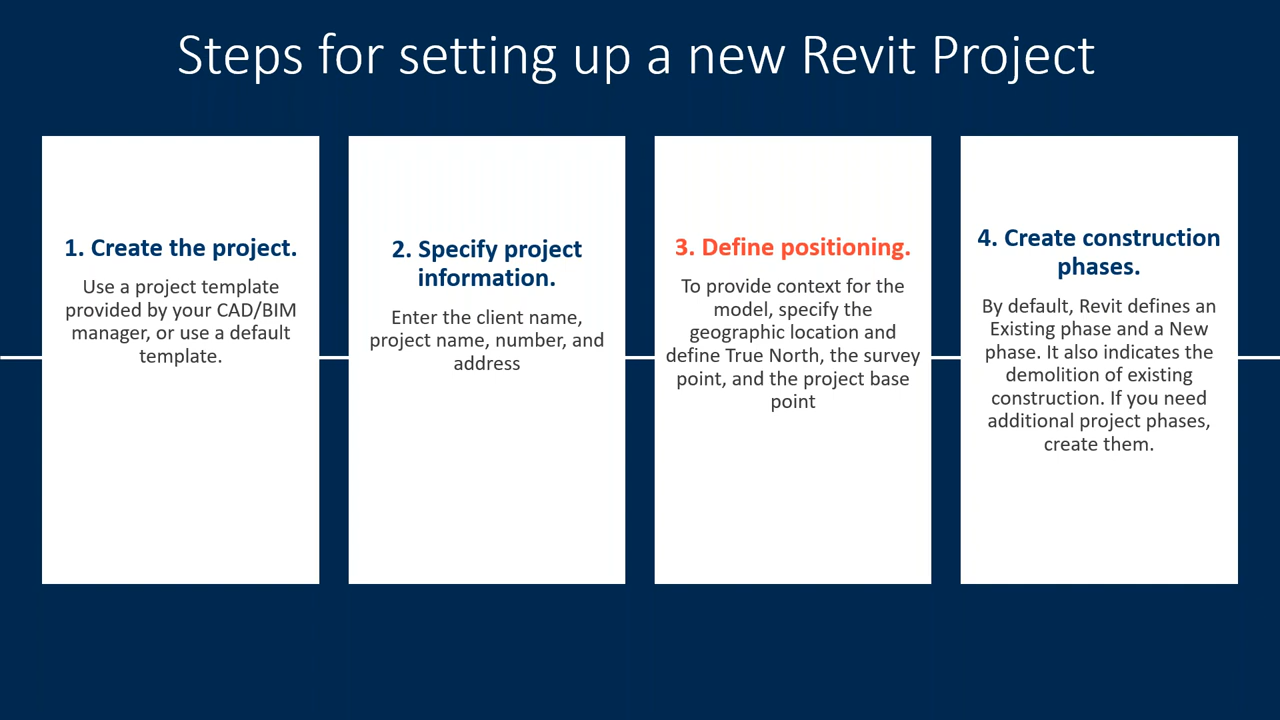 Steps for setting up a new Revit Project
1. Create the project.
Use a project template
provided by your CAD/BIM
manager, or use a default
template.
2. Specify project
information.
Enter the client name,
project name, number, and
address
3. Define positioning.
To provide context for the
model, specify the
geographic location and
define True North, the survey
point, and the project base
point
4. Create construction
phases.
By default, Revit defines an
Existing phase and a New
phase. It also indicates the
demolition of existing
construction. If you need
additional project phases,
create them.